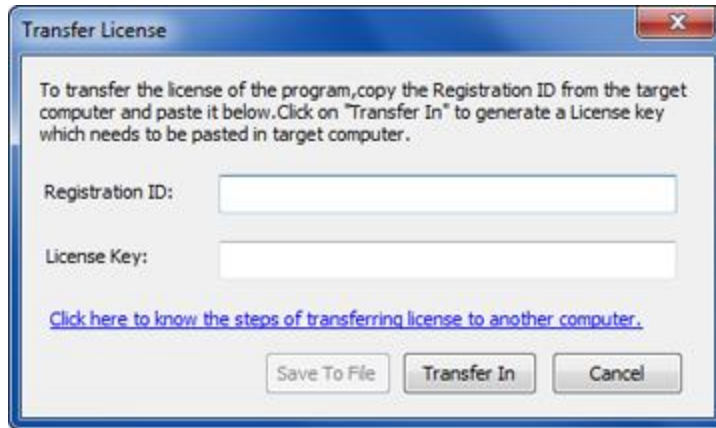 Transfer License
To transfer the license of the program,copy the Registration ID from the target
computer and paste it below.Click on "Transfer In" to generate a License key
which needs to be pasted in target computer.
Registration ID:
License Key:
Click here to know the steps of transferring license to another computer.
Save To File Transfer In Cancel